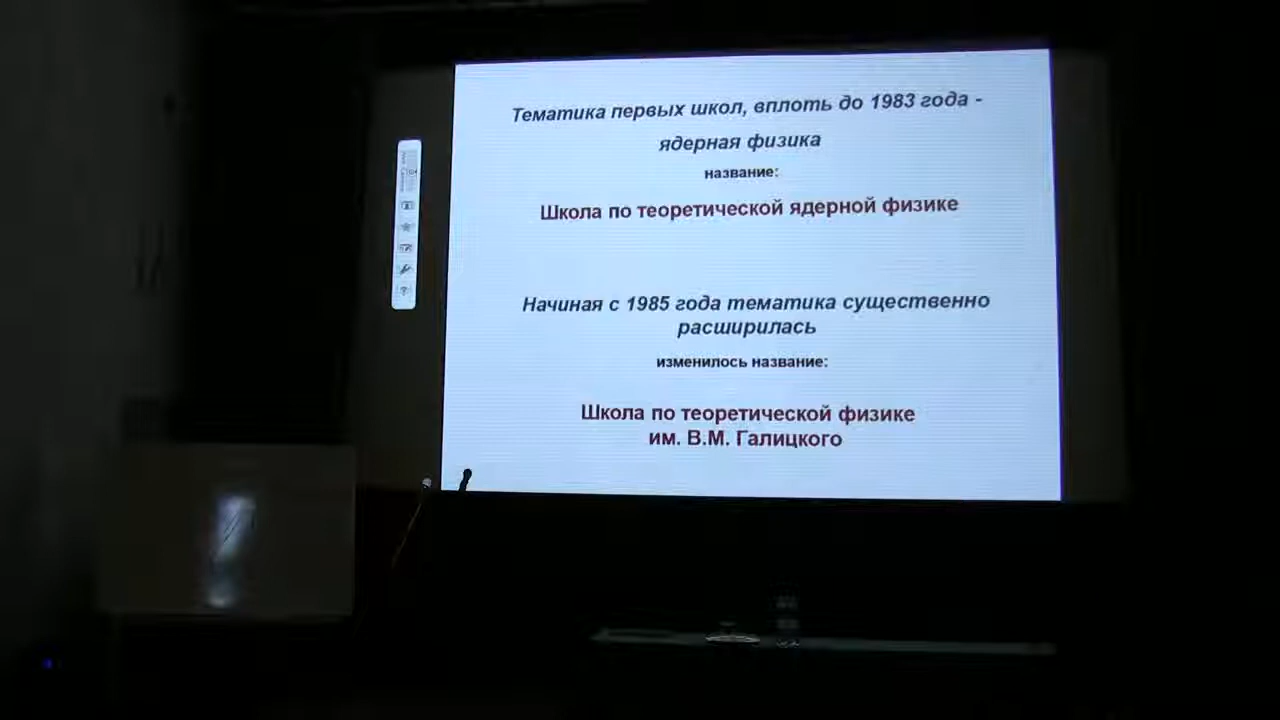 Тематика первых школ, вплоть до 1983 года -
ядерная физика
название:
Школа по теоретической ядерной физике
Начиная с 1985 года тематика существенно
расширилась
изменилось название:
Школа по теоретической физике
им. В.М. Галицкого